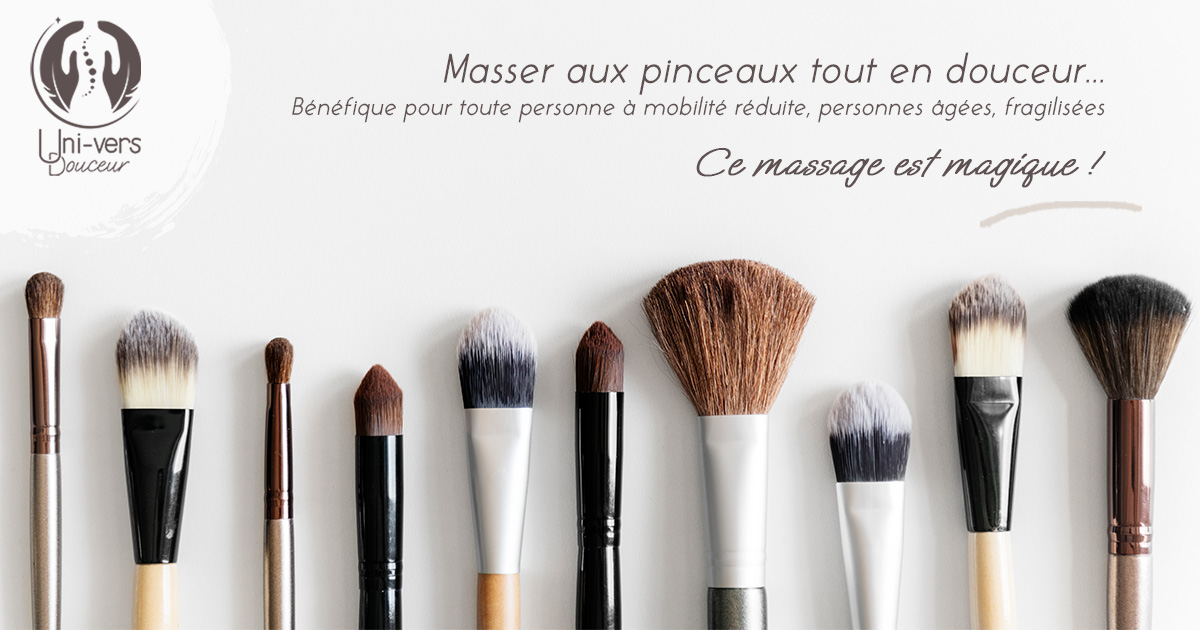 Uni-vers
Douceur
Masser aux pinceaux tout en douceur...
Bénéfique pour toute personne à mobilité réduite, personnes âgées, fragilisées
Ce massage est magique !